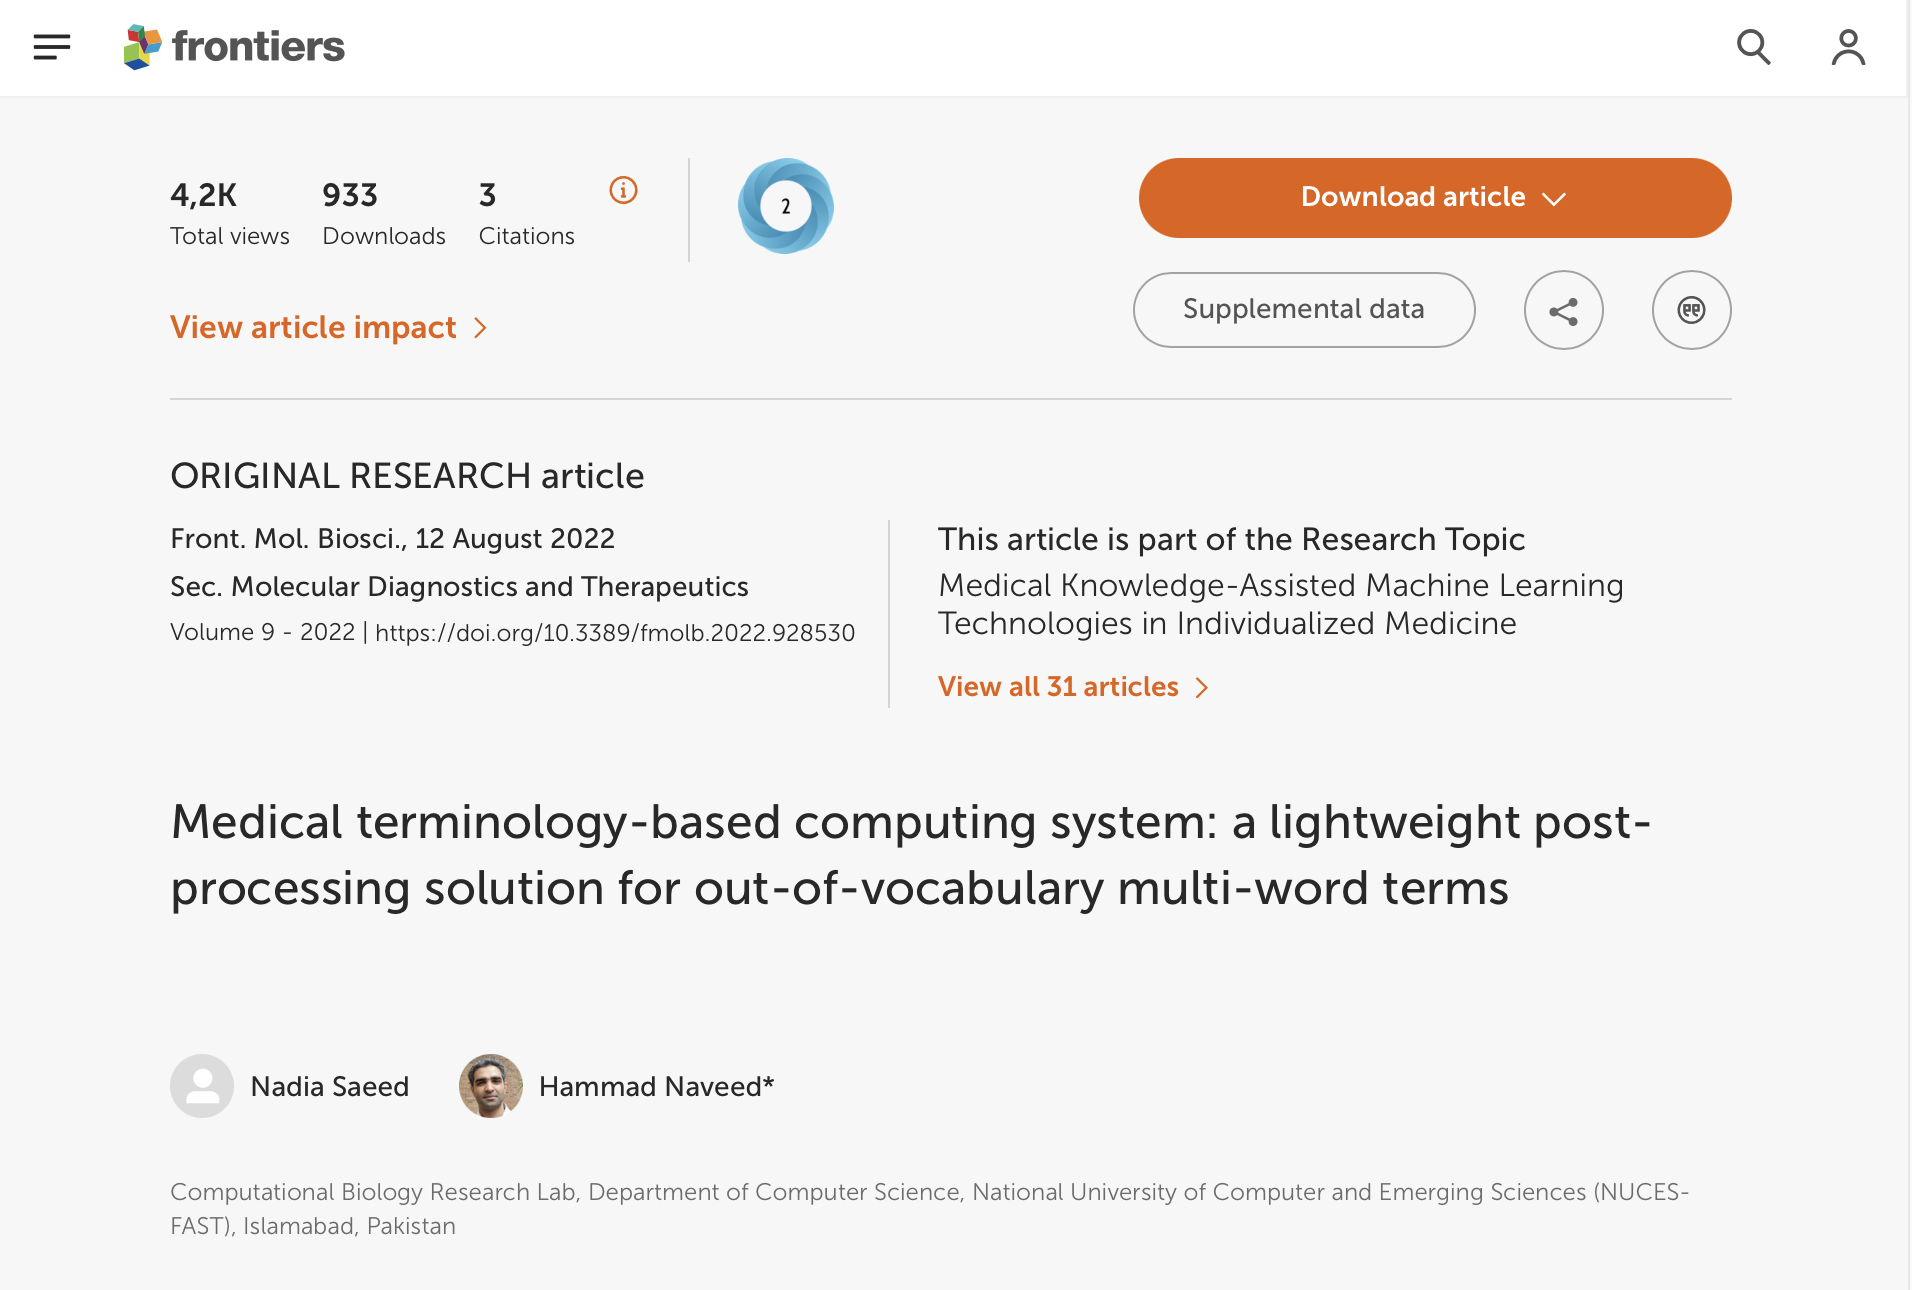 frontiers
4,2K 933 3
Total views Downloads Citations
2
Download article
Supplemental data
View article impact
ORIGINAL RESEARCH article
Front. Mol. Biosci., 12 August 2022
Sec. Molecular Diagnostics and Therapeutics
Volume 9 - 2022 | https://doi.org/10.3389/fmolb.2022.928530
This article is part of the Research Topic
Medical Knowledge-Assisted Machine Learning
Technologies in Individualized Medicine
View all 31 articles
Medical terminology-based computing system: a lightweight post-
processing solution for out-of-vocabulary multi-word terms
Nadia Saeed Hammad Naveed*
Computational Biology Research Lab, Department of Computer Science, National University of Computer and Emerging Sciences (NUCES-
FAST), Islamabad, Pakistan